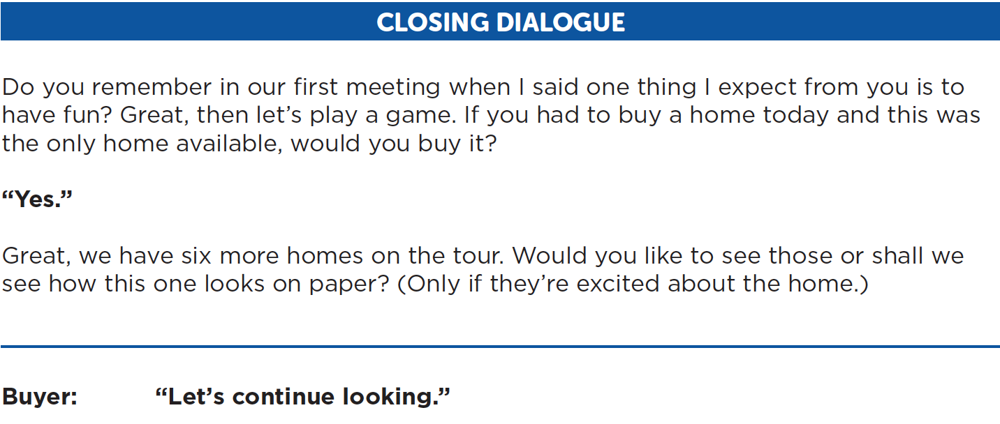 CLOSING DIALOGUE
Do you remember in our first meeting when I said one thing I expect from you is to
have fun? Great, then let’s play a game. If you had to buy a home today and this was
the only home available, would you buy it?
“Yes.”
Great, we have six more homes on the tour. Would you like to see those or shall we
see how this one looks on paper? (Only if they’re excited about the home.)
Buyer: “Let’s continue looking.”